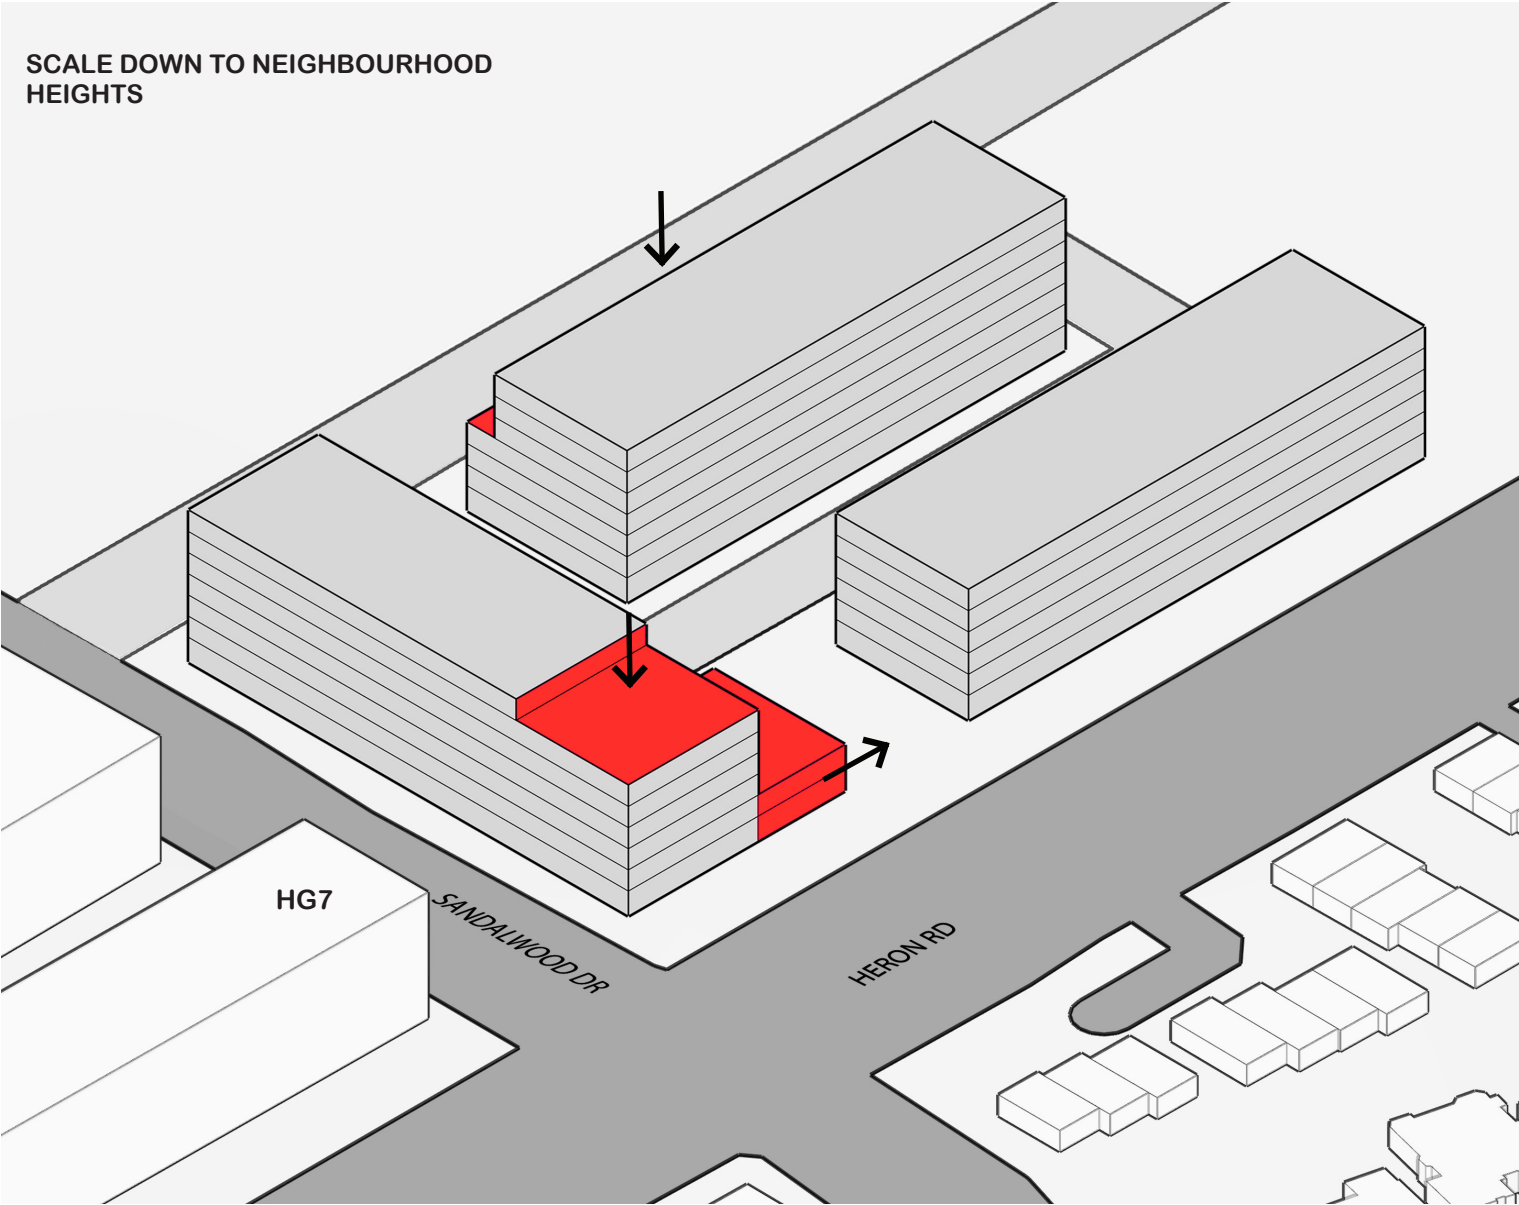 SCALE DOWN TO NEIGHBOURHOOD
HEIGHTS
HG7
SANDALWOOD DR
HERON RD